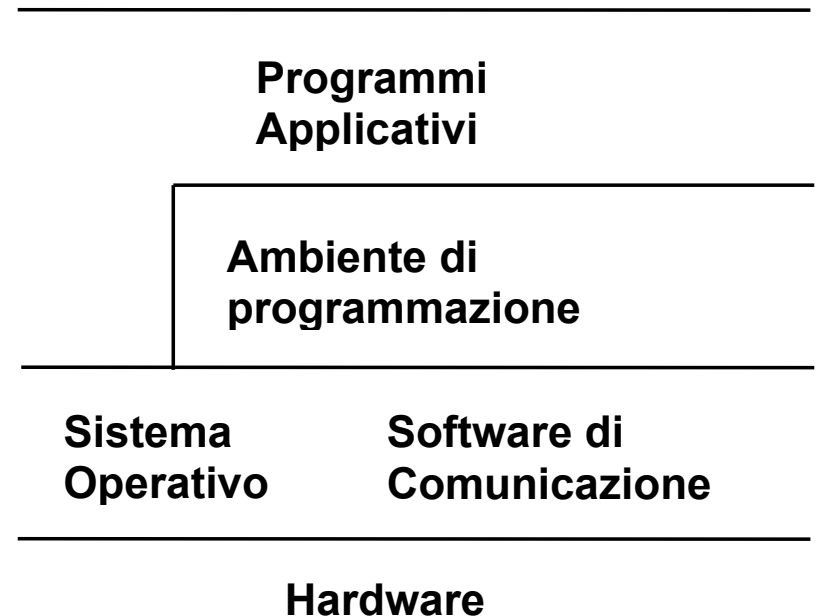 Programmi
Applicativi
Ambiente di
programmazione
Sistema
Operativo
Software di
Comunicazione
Hardware